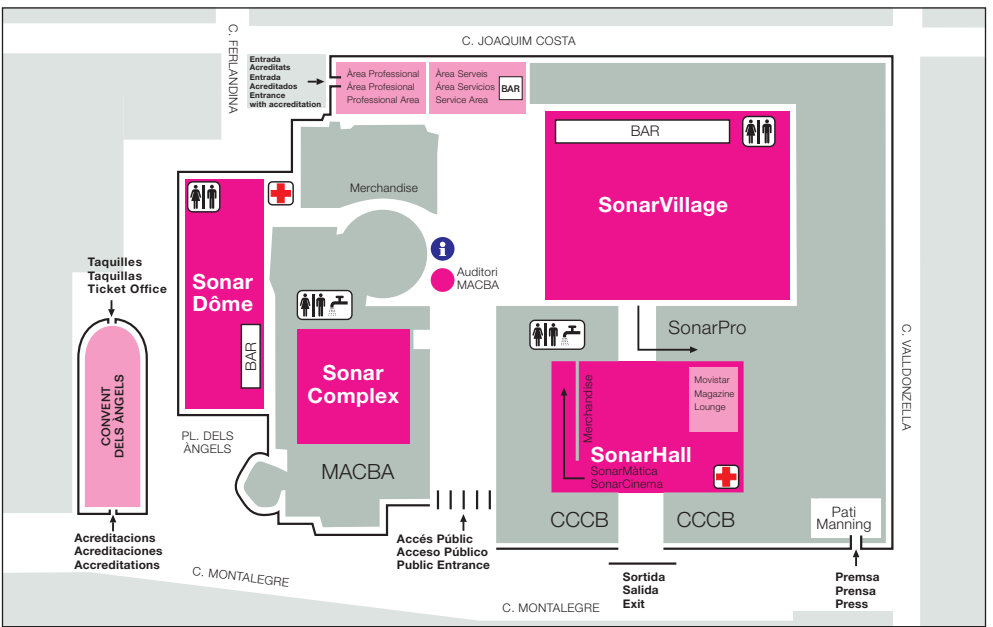 C. JOAQUIM COSTA
C. FERLANDINA
Entrada
Acreditats
Entrada
Acreditados
Entrance
with accreditation
Àrea Professional
Área Profesional
Professional Area
Àrea Serveis
Área Servicios
Service Area
BAR
BAR
SonarVillage
Merchandise
i
Auditori
MACBA
Taquilles
Taquillas
Ticket Office
Sonar
Dôme
BAR
SonarPro
C. VALLDONZELLA
CONVENT
DELS ÀNGELS
Sonar
Complex
Movistar
Magazine
Lounge
Merchandise
PL. DELS
ÀNGELS
SonarHall
SonarMàtica
SonarCinema
MACBA
CCCB
CCCB
Pati
Manning
Acreditacions
Acreditaciones
Accreditations
Accés Públic
Acceso Público
Public Entrance
C. MONTALEGRE
Sortida
Salida
Exit
Premsa
Prensa
Press
C. MONTALEGRE